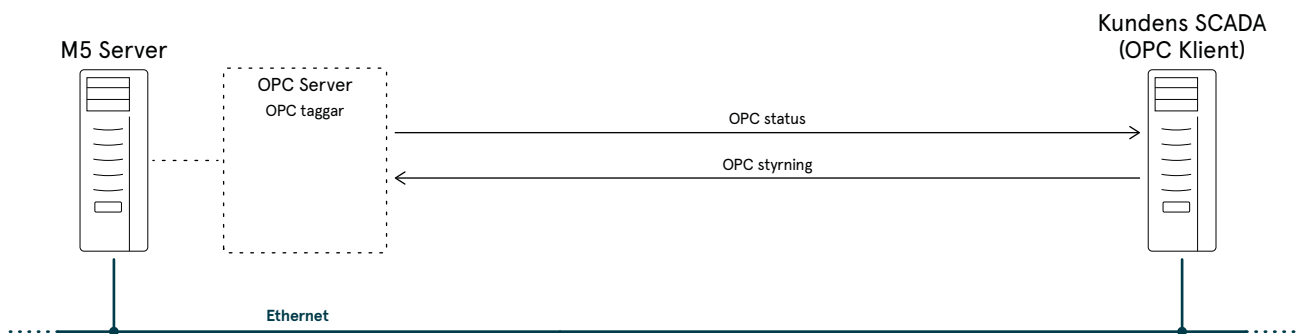 Kundens SCADA
(OPC Klient)
M5 Server
OPC Server
OPC taggar
OPC status
OPC styrning
Ethernet